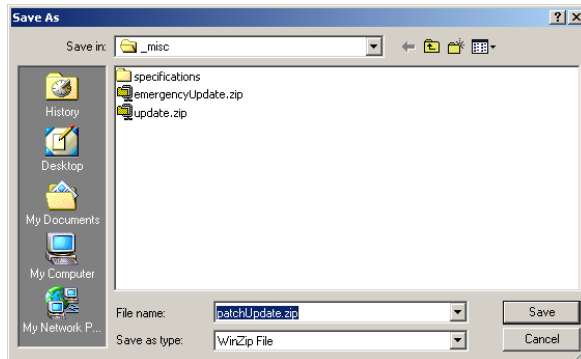 Save As
Save in: _misc
specifications
emergencyUpdate.zip
update.zip
History
Desktop
My Documents
My Computer
My Network P...
File name: patchUpdate.zip Save
Save as type: WinZip File Cancel